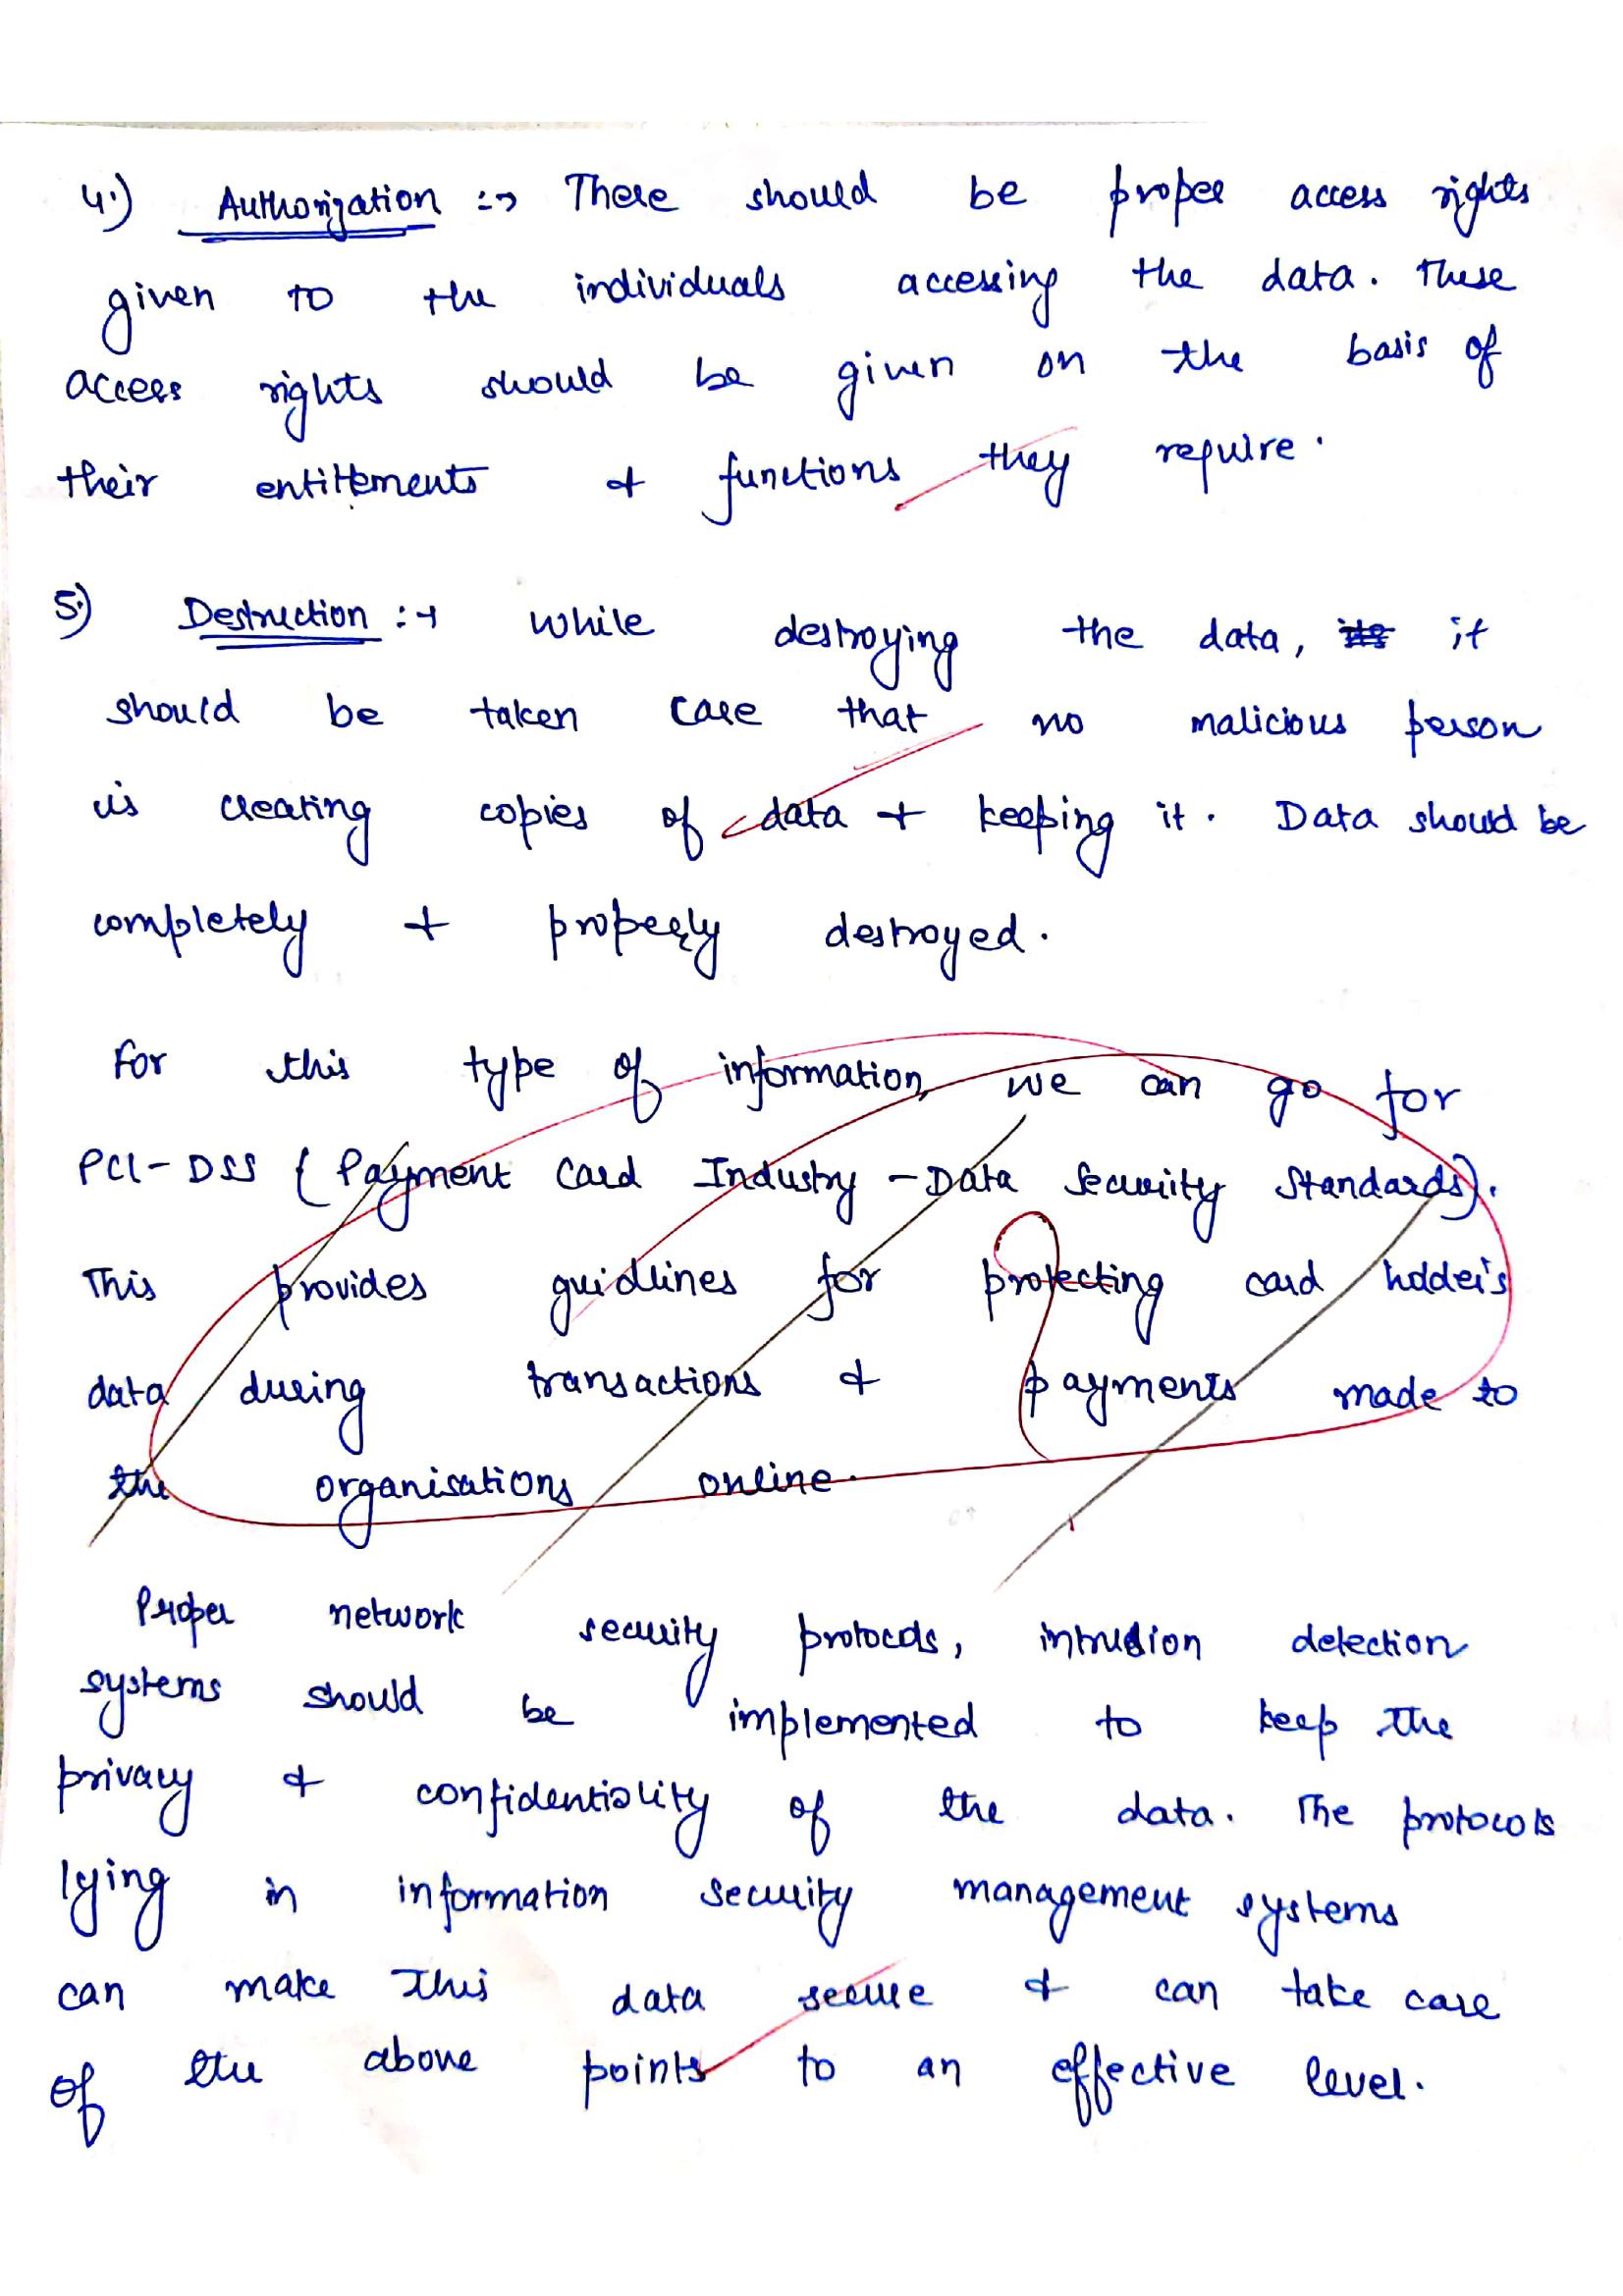 4.) Authorization :→ There should be proper access rights
given to the individuals accessing the data. These
access rights should be given on the basis of
their entitlements & functions they require.
5.) Destruction :→ While destroying the data, it
should be taken care that no malicious person
is creating copies of data & keeping it. Data should be
completely & properly destroyed.
For this type of information, we can go for
PCI-DSS (Payment Card Industry - Data Security Standards).
This provides guidlines for protecting card holder's
data during transactions & payments made to
the organisations online.
Proper network security protocols, intrusion detection
systems should be implemented to keep the
privacy & confidentiality of the data. The protocols
lying in information security management systems
can make this data secure & can take care
of the above points to an effective level.